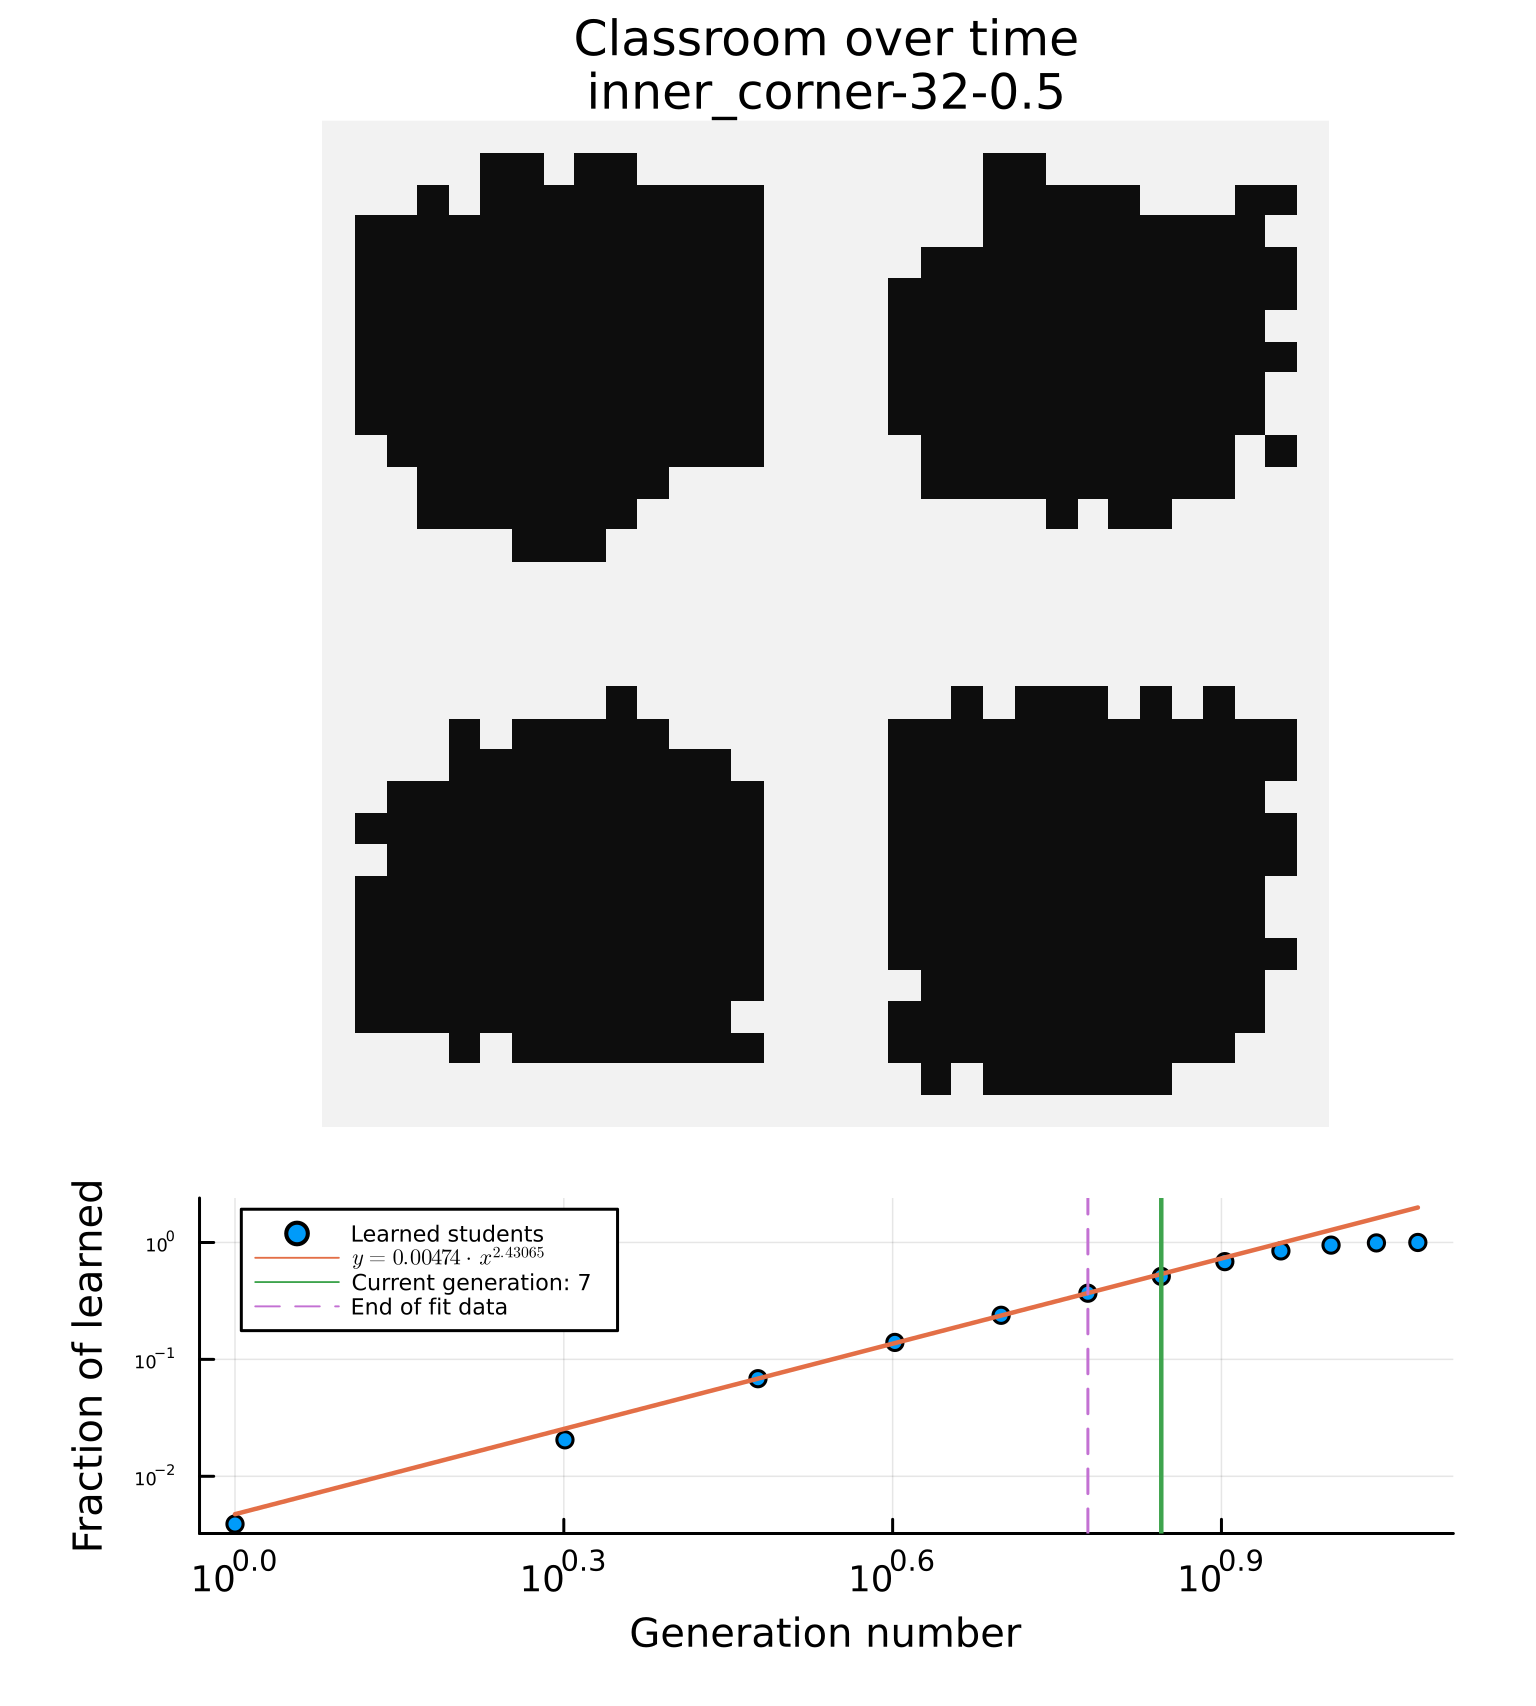 Classroom over time
inner_corner-32-0.5
Fraction of learned
10^0
10^-1
10^-2
Learned students
y = 0.00474 · x^2.43065
Current generation: 7
End of fit data
10^0.0 10^0.3 10^0.6 10^0.9
Generation number